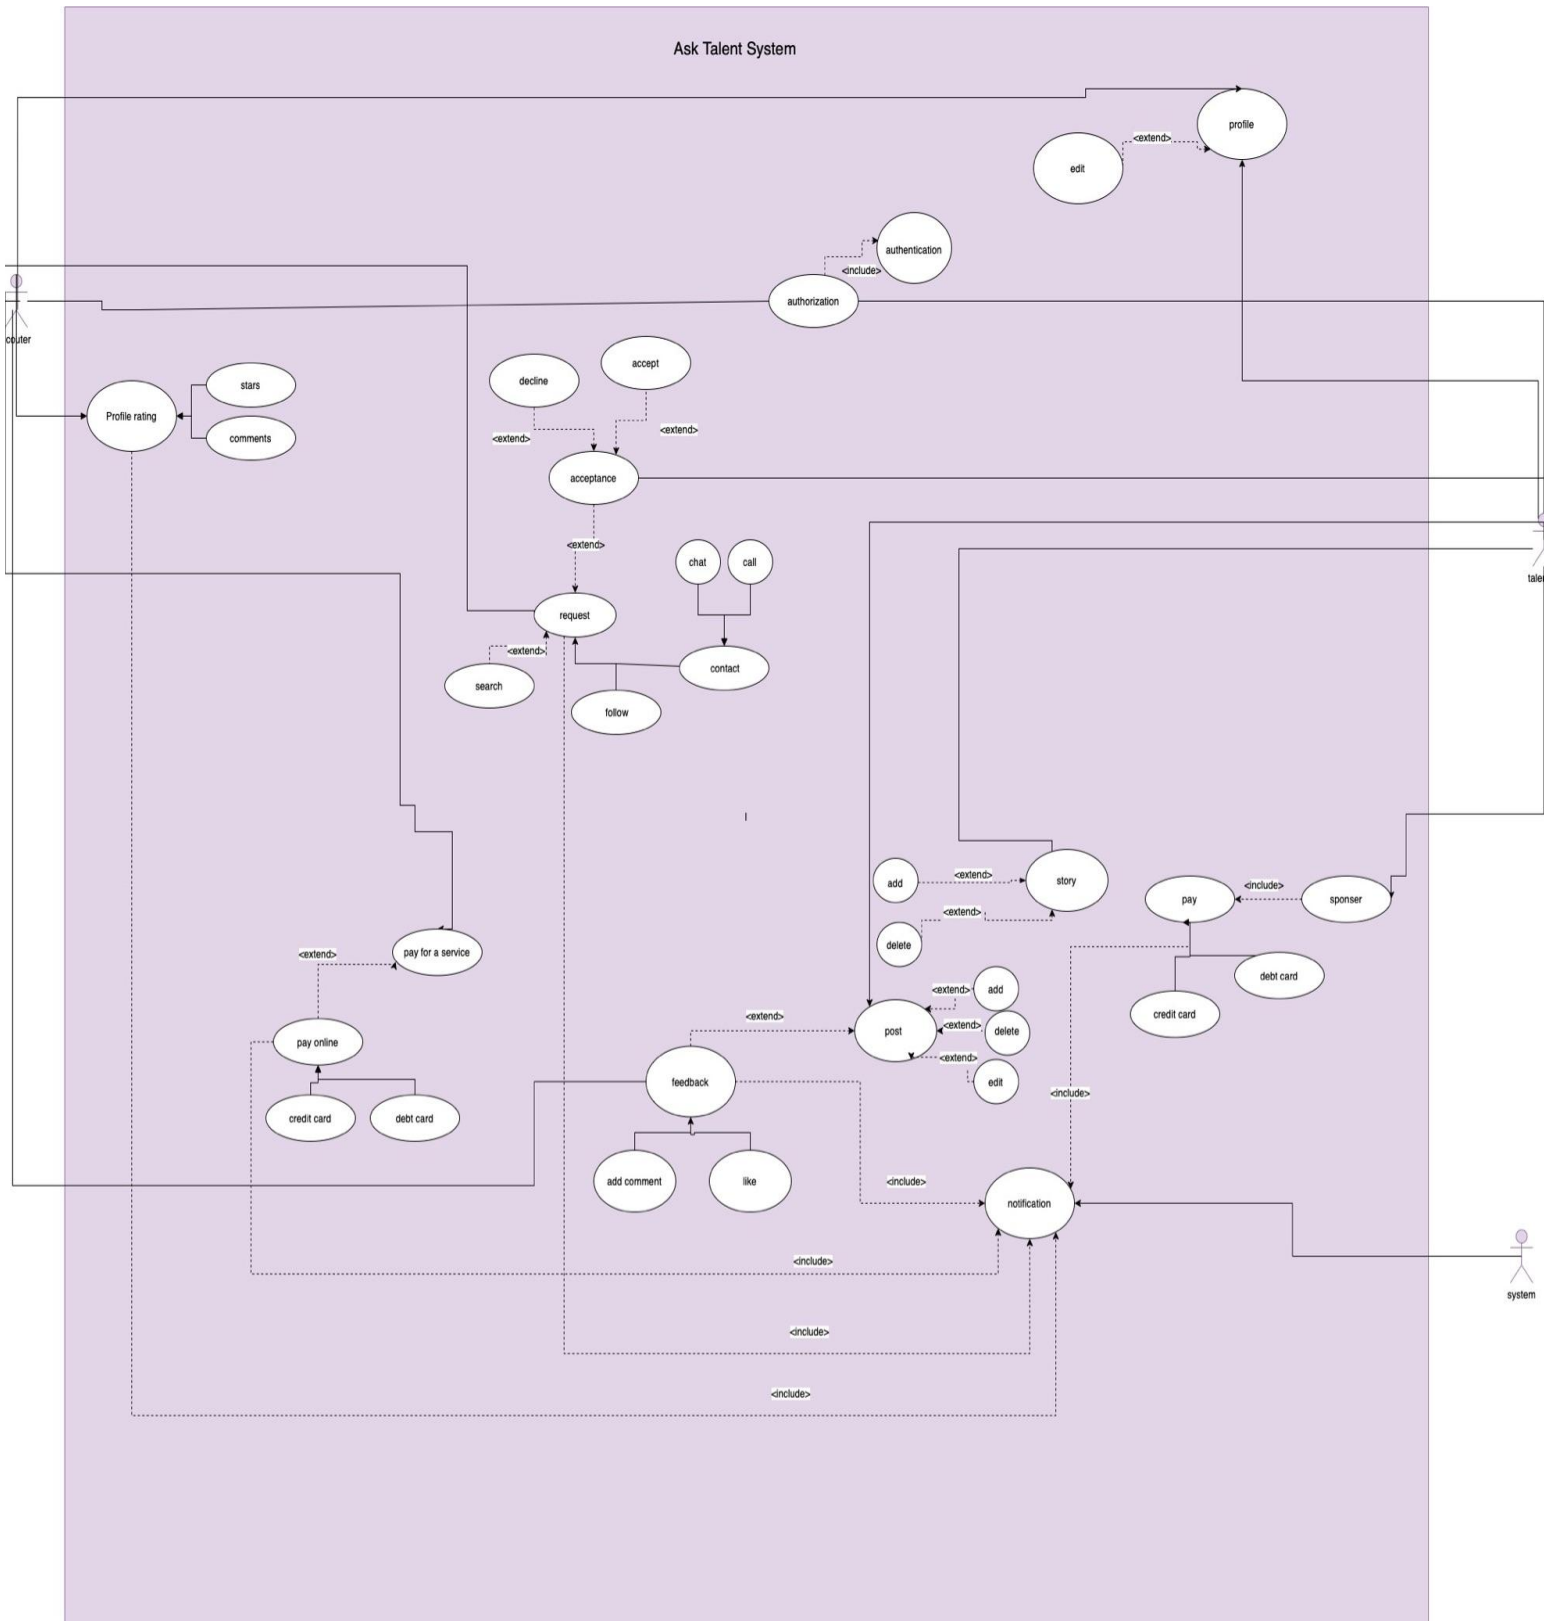 Ask Talent System
profile
<extend>
edit
authentication
<include>
authorization
couter
accept
decline
stars
Profile rating
comments
<extend>
<extend>
acceptance
<extend>
chat
call
talen
request
<extend>
contact
search
follow
add
<extend>
story
<include>
pay
sponser
<extend>
delete
<extend>
pay for a service
debt card
<extend>
add
credit card
<extend>
post
<extend>
delete
pay online
<extend>
edit
feedback
<include>
credit card
debt card
add comment
like
<include>
notification
<include>
system
<include>
<include>